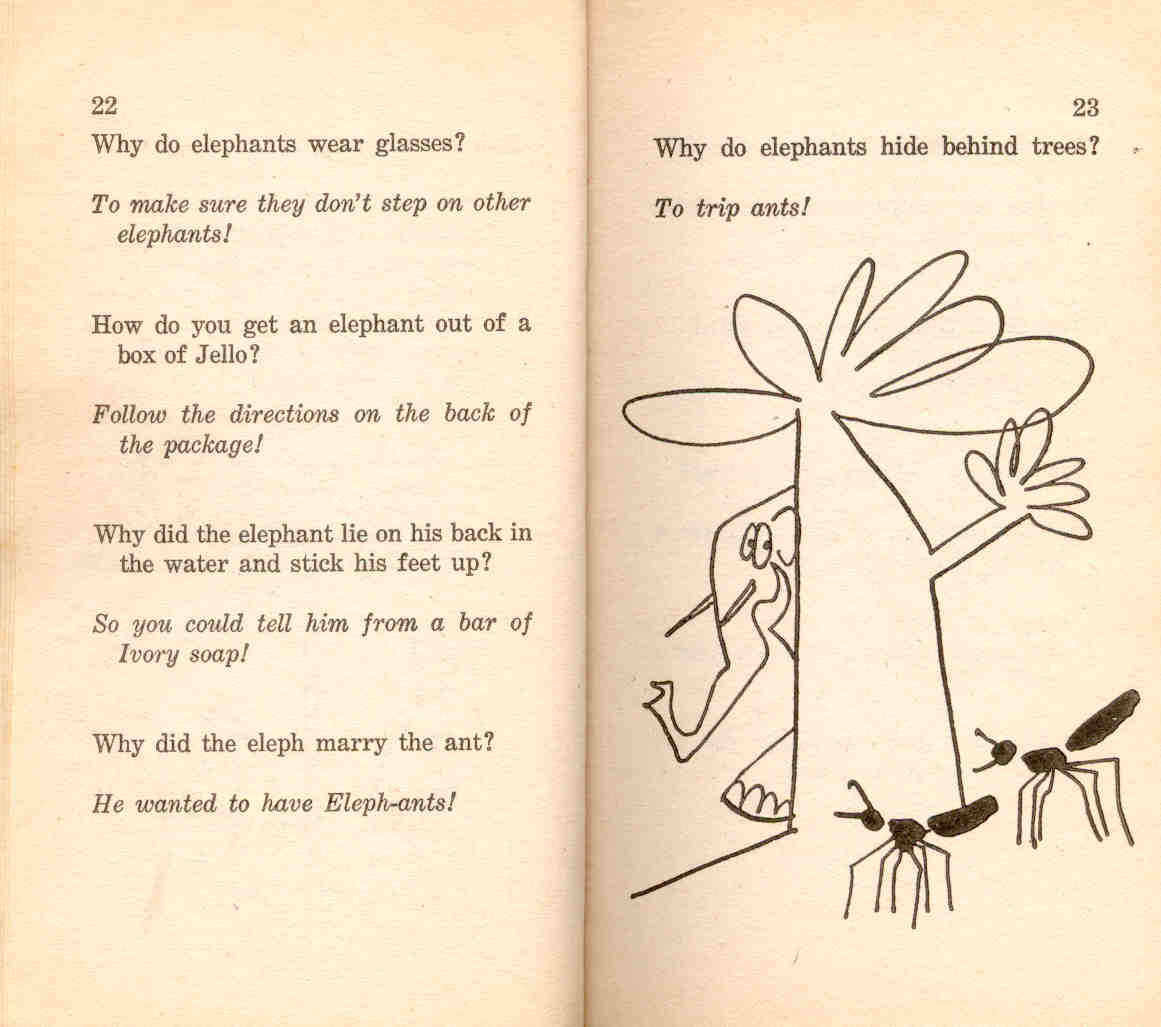 22
Why do elephants wear glasses?
To make sure they don't step on other
elephants!
How do you get an elephant out of a
box of Jello?
Follow the directions on the back of
the package!
Why did the elephant lie on his back in
the water and stick his feet up?
So you could tell him from a bar of
Ivory soap!
Why did the eleph marry the ant?
He wanted to have Eleph-ants!
23
Why do elephants hide behind trees?
To trip ants!